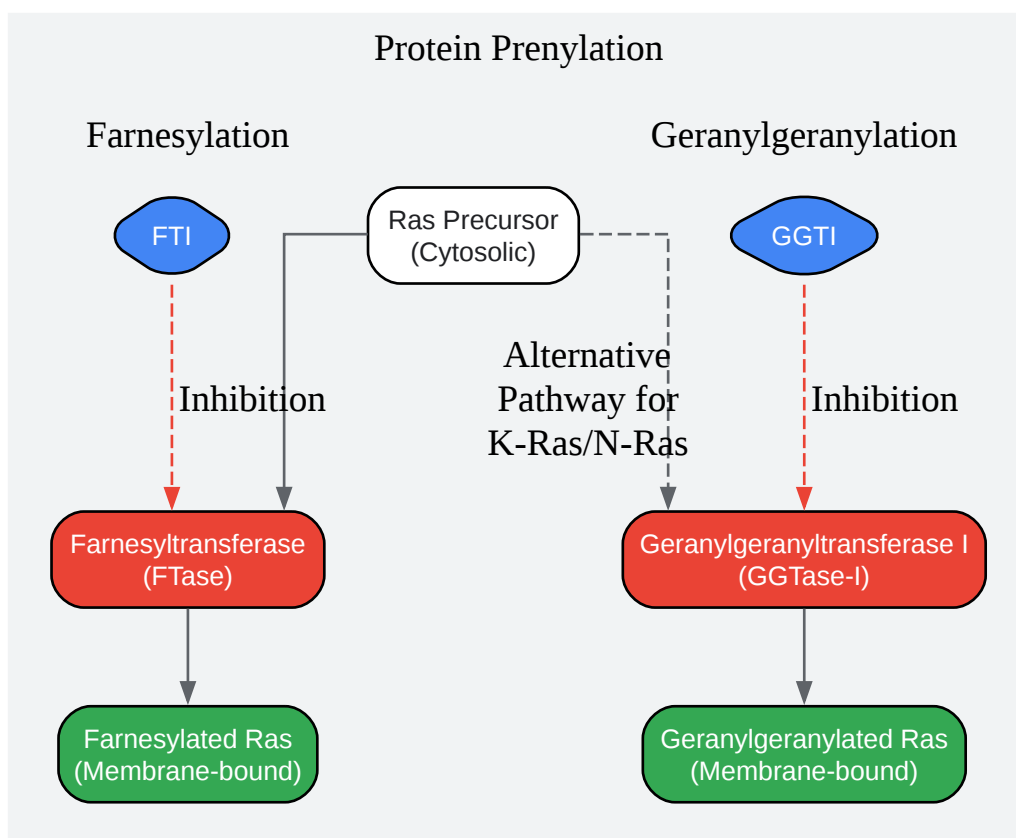 Protein Prenylation
Farnesylation
Geranylgeranylation
FTI
Ras Precursor
(Cytosolic)
GGTI
Alternative
Pathway for
K-Ras/N-Ras
Inhibition
Inhibition
Farnesyltransferase
(FTase)
Geranylgeranyltransferase I
(GGTase-I)
Farnesylated Ras
(Membrane-bound)
Geranylgeranylated Ras
(Membrane-bound)